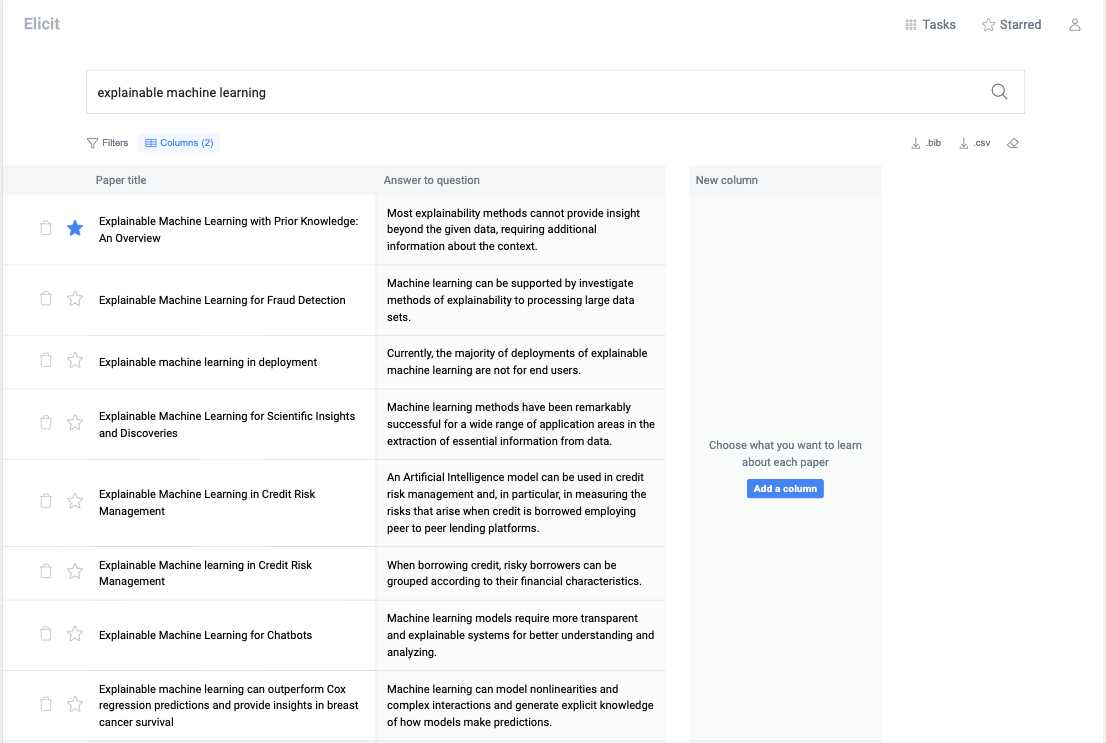 Elicit
Tasks
Starred
explainable machine learning
Filters
Columns (2)
.bib
.csv
Paper title
Answer to question
New column
Explainable Machine Learning with Prior Knowledge:
An Overview
Most explainability methods cannot provide insight
beyond the given data, requiring additional
information about the context.
Explainable Machine Learning for Fraud Detection
Machine learning can be supported by investigate
methods of explainability to processing large data
sets.
Explainable machine learning in deployment
Currently, the majority of deployments of explainable
machine learning are not for end users.
Explainable Machine Learning for Scientific Insights
and Discoveries
Machine learning methods have been remarkably
successful for a wide range of application areas in the
extraction of essential information from data.
Choose what you want to learn
about each paper
Add a column
Explainable Machine Learning in Credit Risk
Management
An Artificial Intelligence model can be used in credit
risk management and, in particular, in measuring the
risks that arise when credit is borrowed employing
peer to peer lending platforms.
Explainable Machine learning in Credit Risk
Management
When borrowing credit, risky borrowers can be
grouped according to their financial characteristics.
Explainable Machine Learning for Chatbots
Machine learning models require more transparent
and explainable systems for better understanding and
analyzing.
Explainable machine learning can outperform Cox
regression predictions and provide insights in breast
cancer survival
Machine learning can model nonlinearities and
complex interactions and generate explicit knowledge
of how models make predictions.